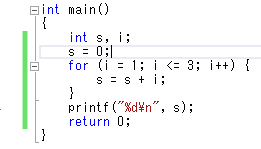 int main()
{
int s, i;
s = 0;
for (i = 1; i <= 3; i++) {
s = s + i;
}
printf("%d¥n", s);
return 0;
}